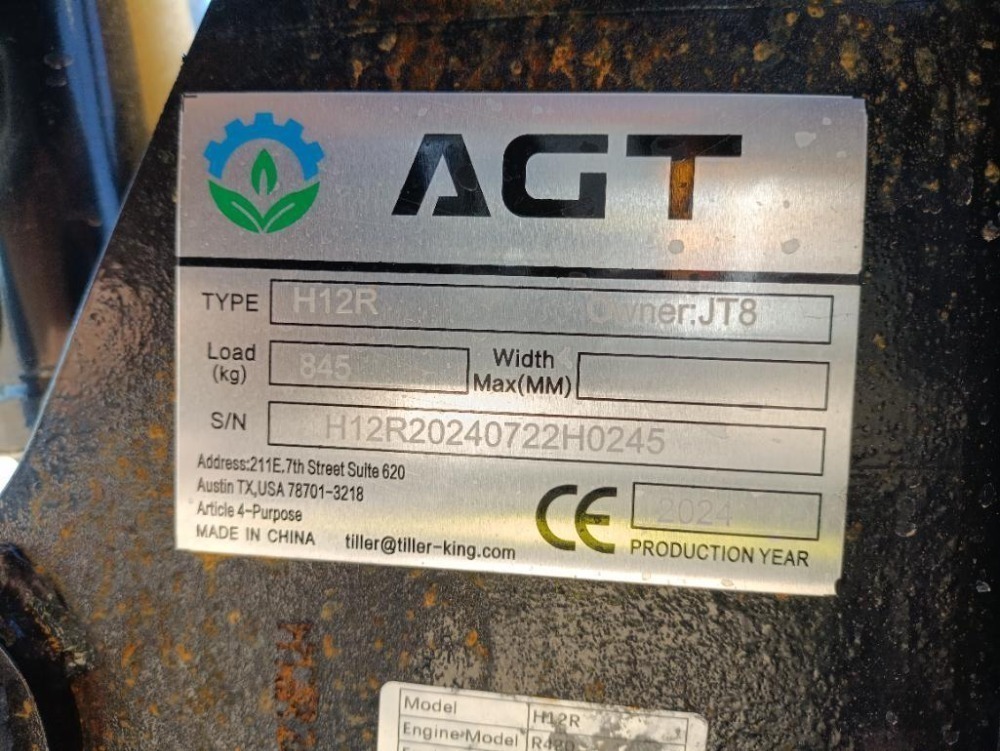 AGT
TYPE H12R Owner:JT8
Load (kg) 845 Width Max(MM)
S/N H12R20240722H0245
Address:211E.7th Street Suite 620
Austin TX,USA 78701-3218
Article 4-Purpose
MADE IN CHINA tiller@tiller-king.com
CE 2024
PRODUCTION YEAR
Model H12R
Engine Model R420